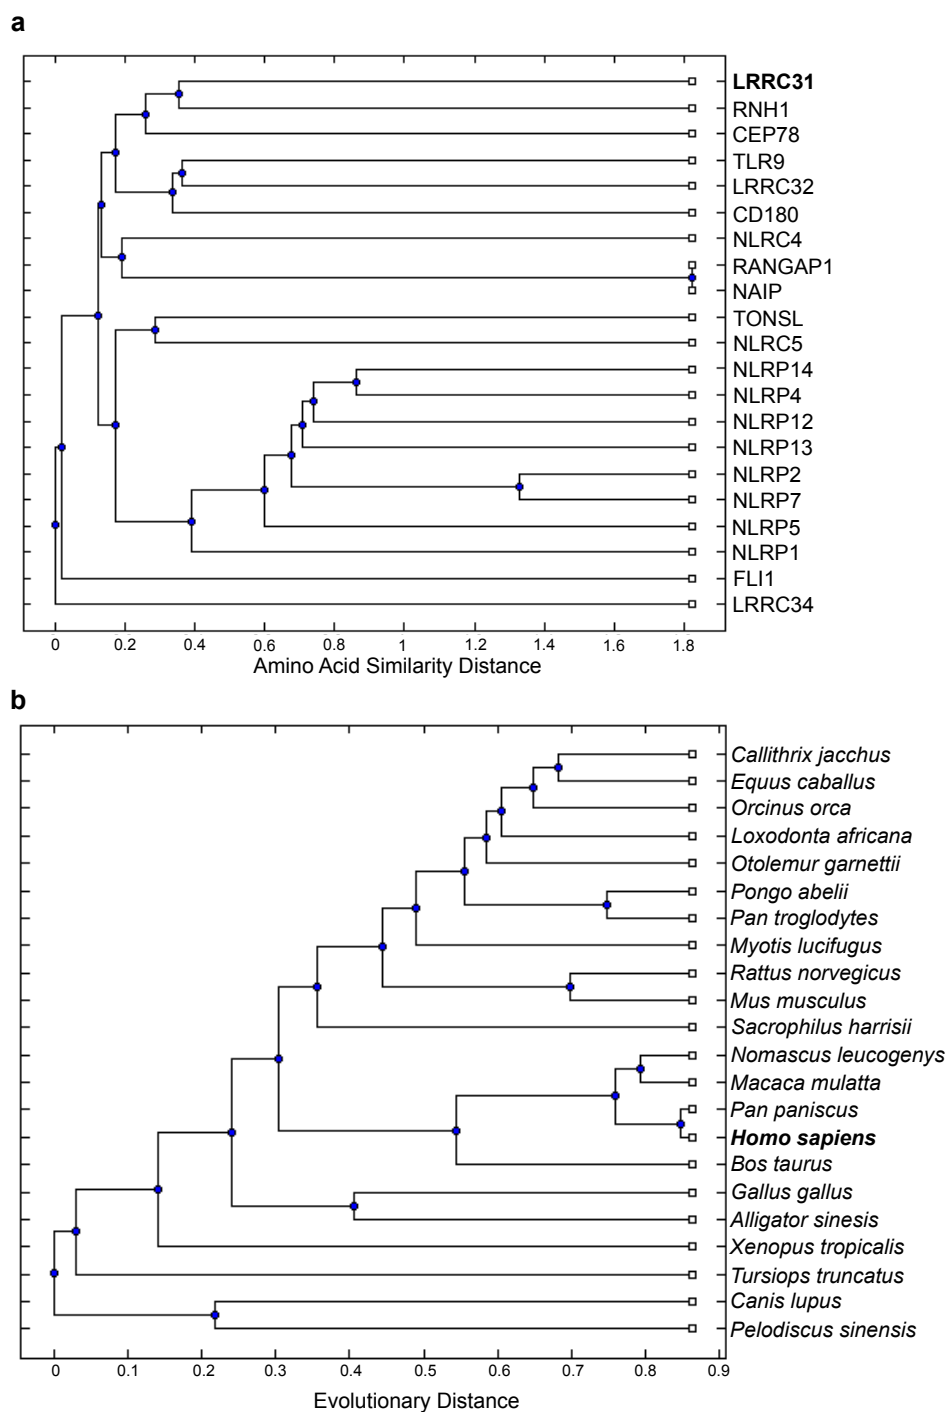 a
LRRC31
RNH1
CEP78
TLR9
LRRC32
CD180
NLRC4
RANGAP1
NAIP
TONSL
NLRC5
NLRP14
NLRP4
NLRP12
NLRP13
NLRP2
NLRP7
NLRP5
NLRP1
FLI1
LRRC34
0 0.2 0.4 0.6 0.8 1 1.2 1.4 1.6 1.8
Amino Acid Similarity Distance
b
Callithrix jacchus
Equus caballus
Orcinus orca
Loxodonta africana
Otolemur garnettii
Pongo abelii
Pan troglodytes
Myotis lucifugus
Rattus norvegicus
Mus musculus
Sacrophilus harrisii
Nomascus leucogenys
Macaca mulatta
Pan paniscus
Homo sapiens
Bos taurus
Gallus gallus
Alligator sinesis
Xenopus tropicalis
Tursiops truncatus
Canis lupus
Pelodiscus sinensis
0 0.1 0.2 0.3 0.4 0.5 0.6 0.7 0.8 0.9
Evolutionary Distance